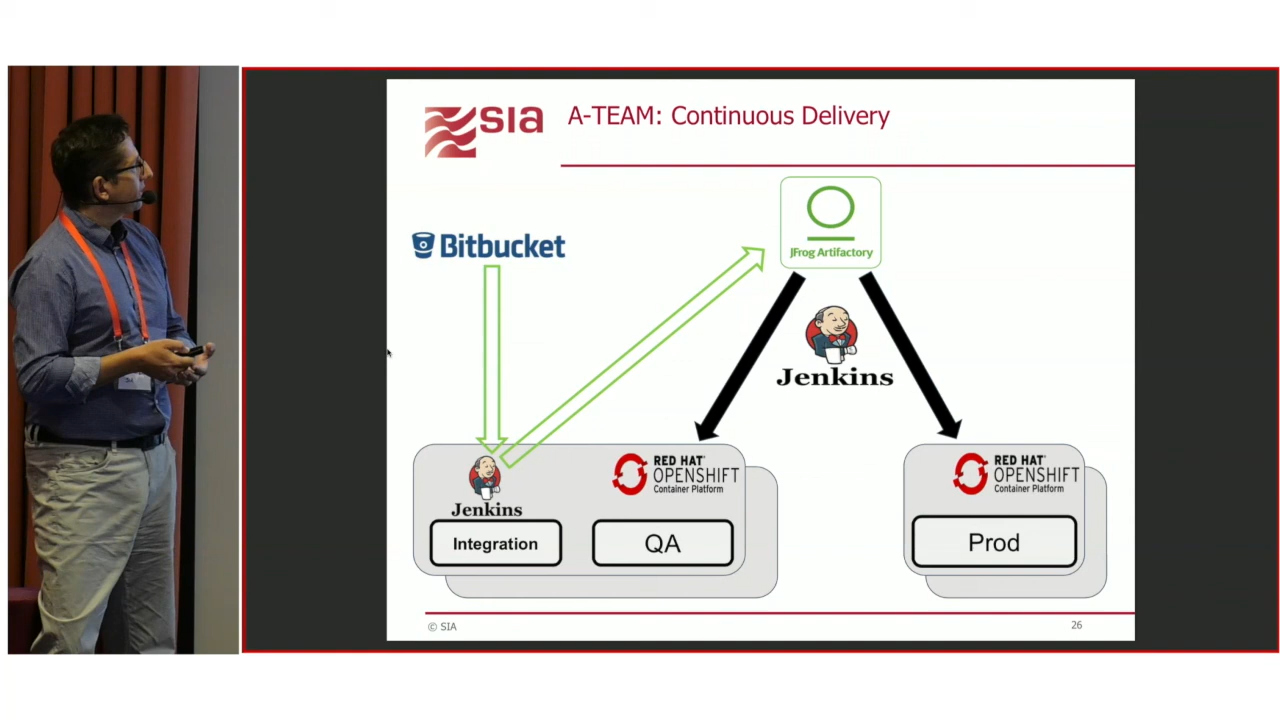 sia
A-TEAM: Continuous Delivery
Bitbucket
JFrog Artifactory
Jenkins
Jenkins
Integration
RED HAT
OPENSHIFT
Container Platform
QA
RED HAT
OPENSHIFT
Container Platform
Prod
© SIA
26